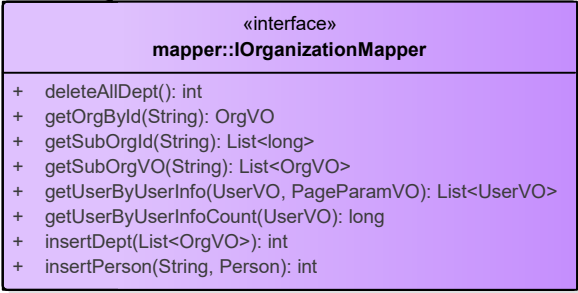 «interface»
mapper::IOrganizationMapper
+ deleteAllDept(): int
+ getOrgById(String): OrgVO
+ getSubOrgId(String): List<long>
+ getSubOrgVO(String): List<OrgVO>
+ getUserByUserInfo(UserVO, PageParamVO): List<UserVO>
+ getUserByUserInfoCount(UserVO): long
+ insertDept(List<OrgVO>): int
+ insertPerson(String, Person): int